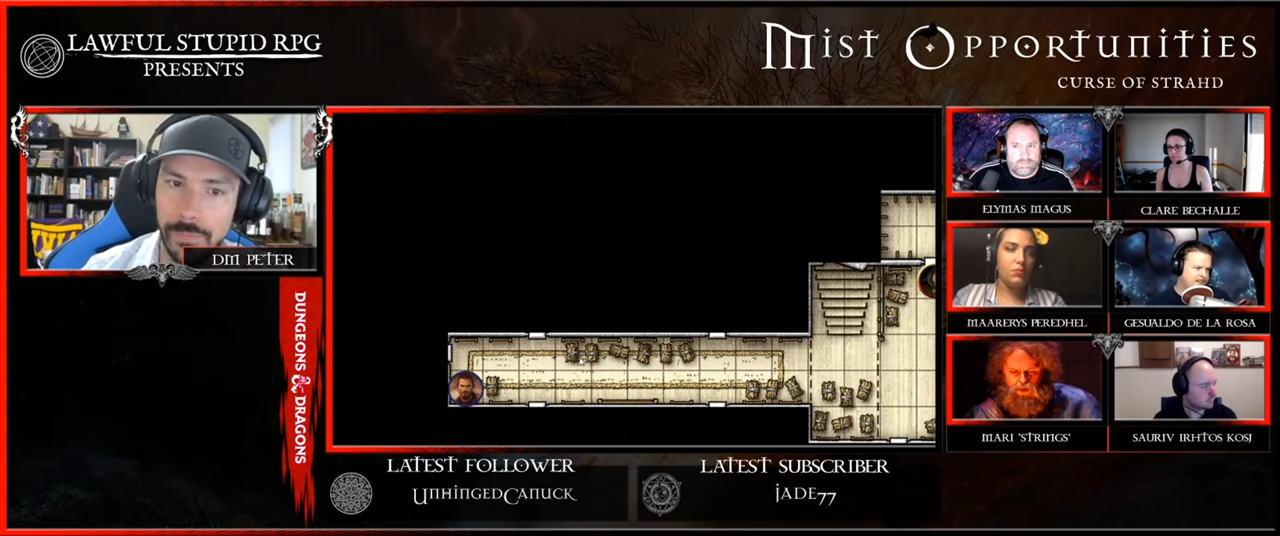 LAWFUL STUPID RPG
PRESENTS
MIST OPPORTUNITIES
CURSE OF STRAHD
DM PETER
DUNGEONS & DRAGONS
ELYMAS MAGUS
CLARE BECHALLE
MAARERYS PEREDHEL
GESUALDO DE LA ROSA
MARI 'STRINGS'
SAURIV IRHTOS KOSJ
LATEST FOLLOWER
UNHINGEDCANUCK
LATEST SUBSCRIBER
JADE77